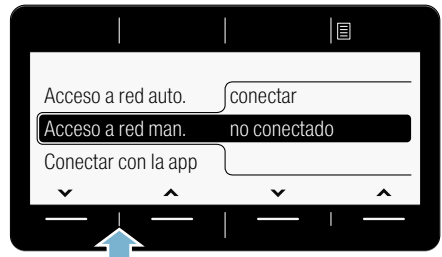 Acceso a red auto. conectar
Acceso a red man. no conectado
Conectar con la app